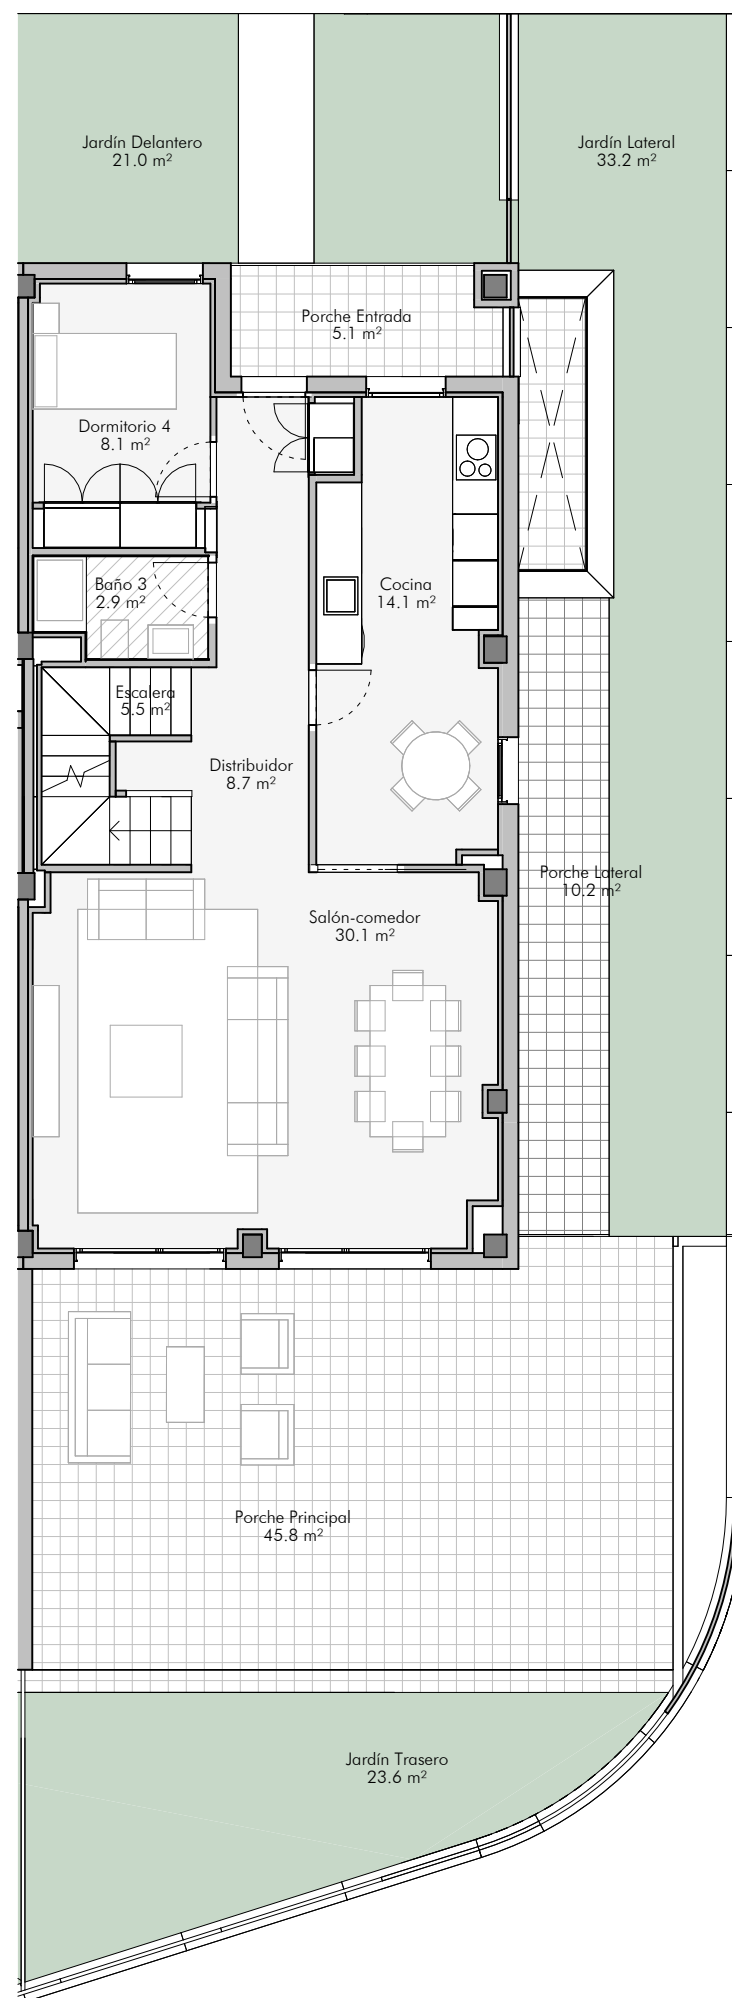 Jardín Delantero
21.0 m²
Jardín Lateral
33.2 m²
Porche Entrada
5.1 m²
Dormitorio 4
8.1 m²
Baño 3
2.9 m²
Cocina
14.1 m²
Escalera
5.5 m²
Distribuidor
8.7 m²
Porche Lateral
10.2 m²
Salón-comedor
30.1 m²
Porche Principal
45.8 m²
Jardín Trasero
23.6 m²